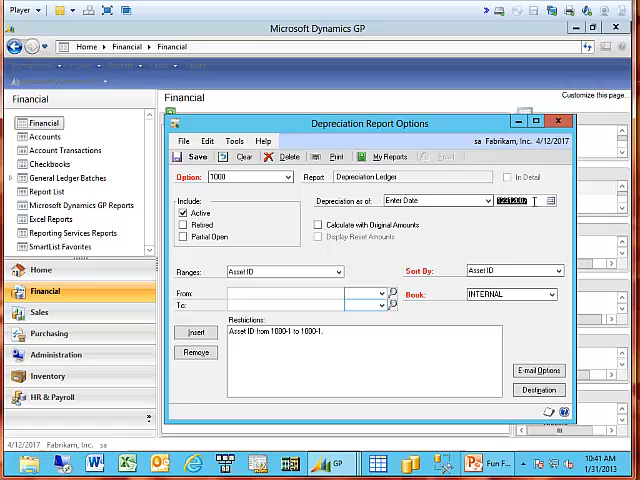 Player
Microsoft Dynamics GP
Home Financial Financial
Customize this page...
Financial
Financial
Financial
Accounts
Account Transactions
Checkbooks
General Ledger Batches
Report List
Microsoft Dynamics GP Reports
Excel Reports
Reporting Services Reports
SmartList Favorites
Home
Financial
Sales
Purchasing
Administration
Inventory
HR & Payroll
Depreciation Report Options
File Edit Tools Help
sa Fabrikam, Inc. 4/12/2017
Save Clear Delete Print My Reports Email
Option: 1000 Report Depreciation Ledger In Detail
Include: Depreciation as of: Enter Date
Active
Retired Calculate with Original Amounts
Partial Open Display Reset Amounts
Ranges: Asset ID Sort By: Asset ID
From: Book: INTERNAL
To:
Restrictions:
Insert Asset ID from 1000-1 to 1000-1.
Remove
E-mail Options
Destination
4/12/2017 Fabrikam, Inc. sa
GP Fun F... 10:41 AM
1/31/2013